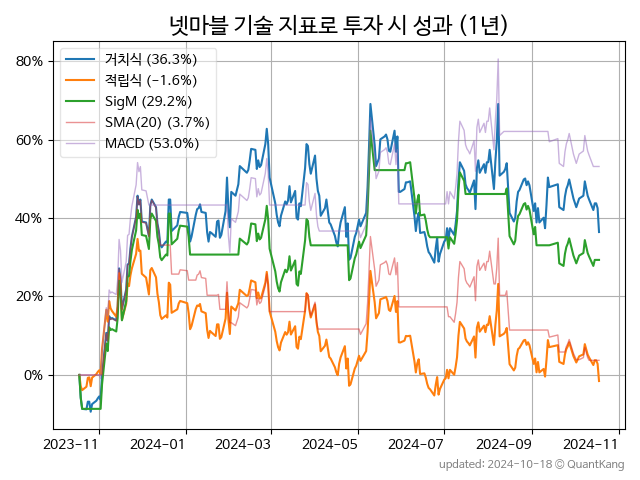 넷마블 기술 지표로 투자 시 성과 (1년)
80%
60%
40%
20%
0%
거치식 (36.3%)
적립식 (-1.6%)
SigM (29.2%)
SMA(20) (3.7%)
MACD (53.0%)
2023-11 2024-01 2024-03 2024-05 2024-07 2024-09 2024-11
updated: 2024-10-18 © QuantKang